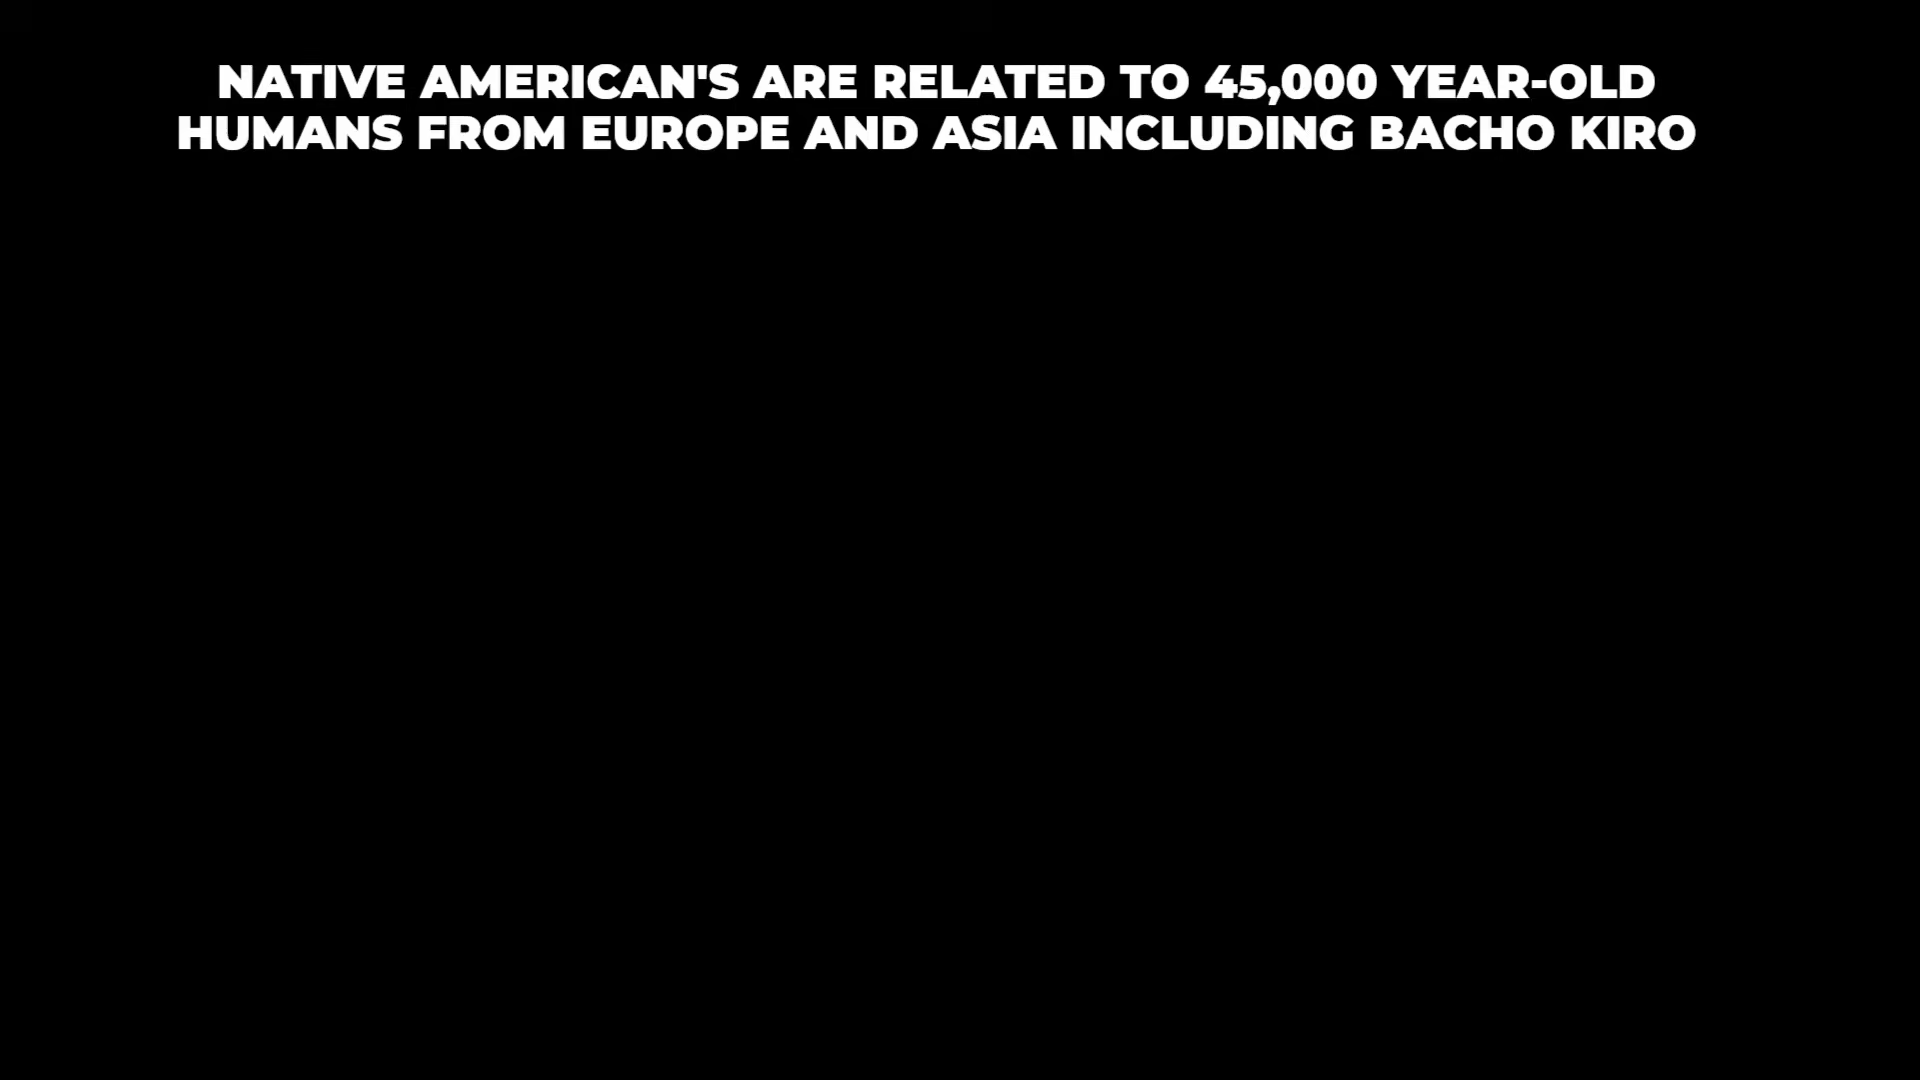 NATIVE AMERICAN'S ARE RELATED TO 45,000 YEAR-OLD
HUMANS FROM EUROPE AND ASIA INCLUDING BACHO KIRO